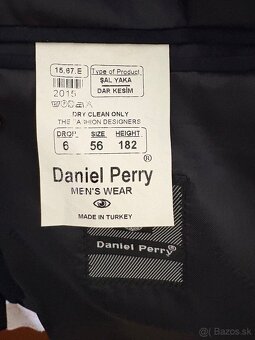 15.67.E
Type of Product
ŞAL YAKA
2015
DAR KESİM
DRY CLEAN ONLY
THE FASHION DESIGNERS
DROP SIZE HEIGHT
6 56 182
®
Daniel Perry
MEN'S WEAR
MADE IN TURKEY
Daniel Perry
Bazos.sk